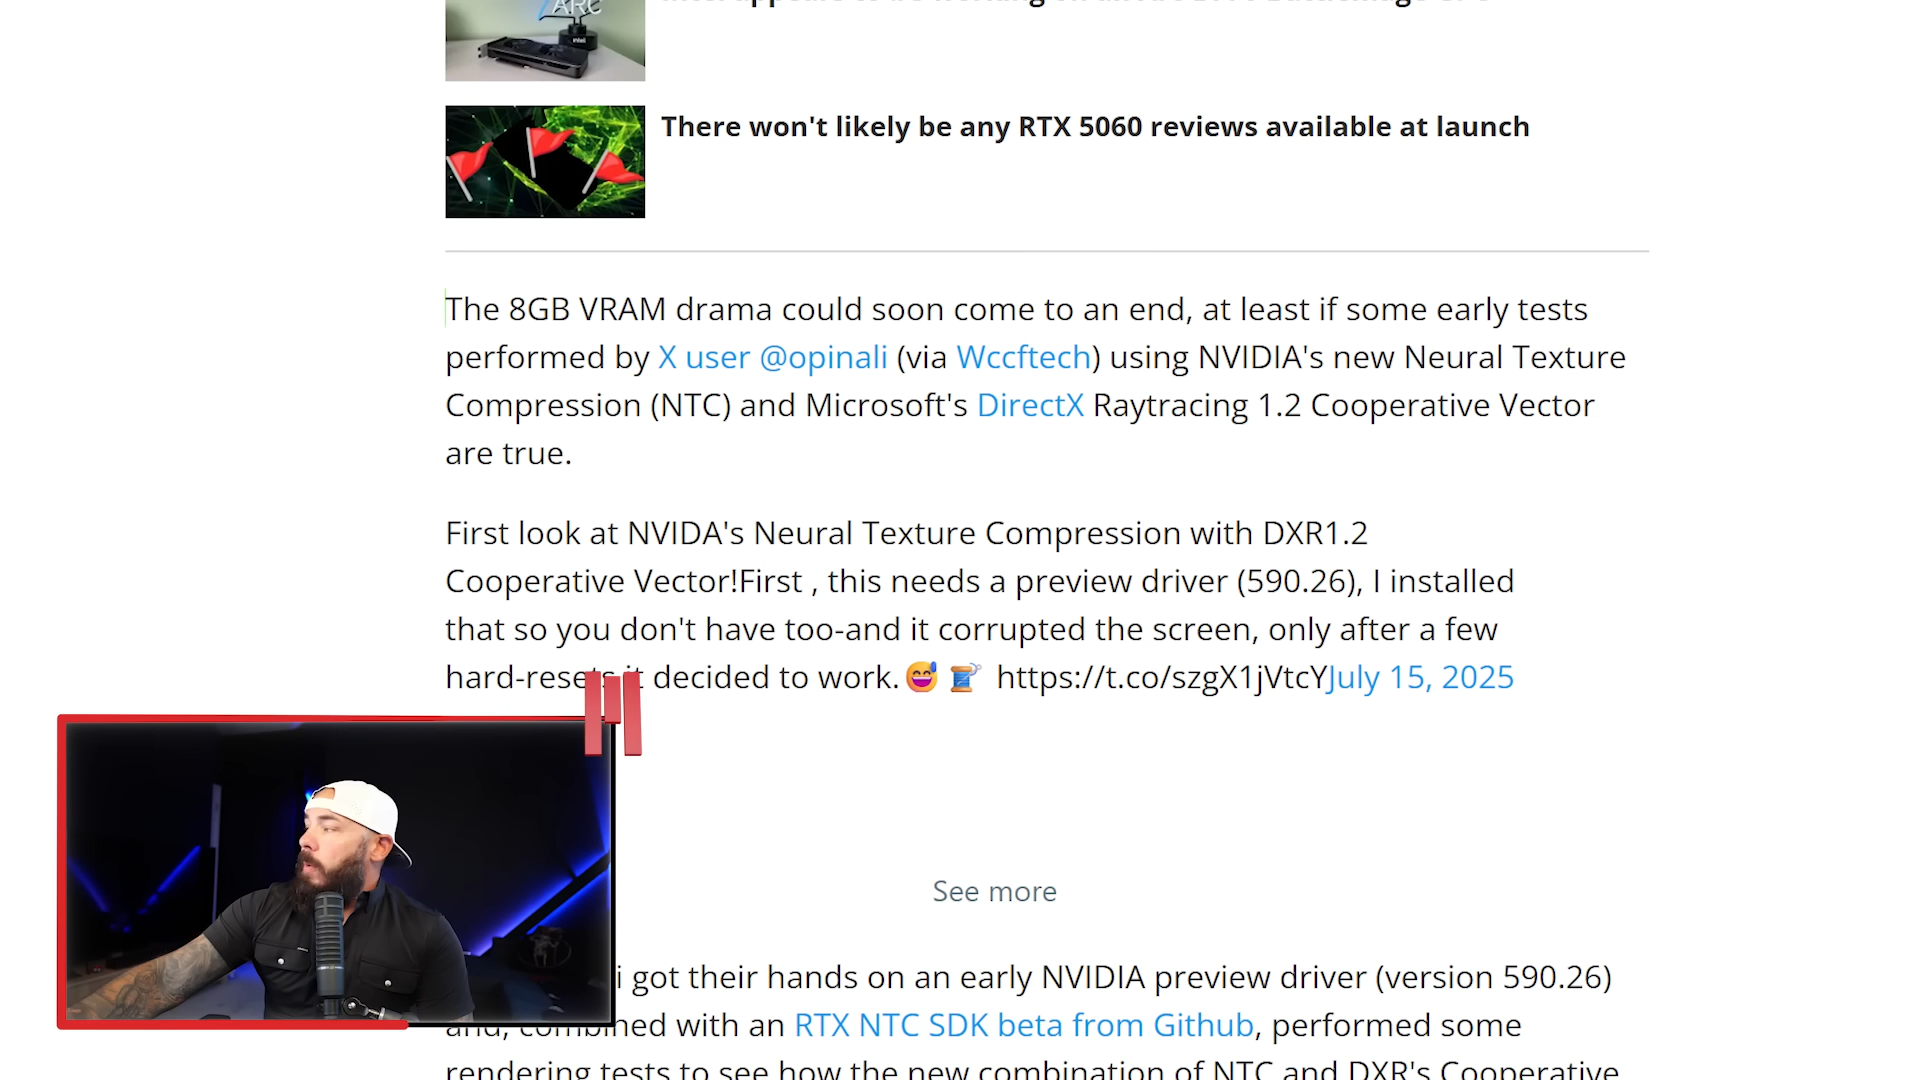 ARC
intel
There won't likely be any RTX 5060 reviews available at launch
The 8GB VRAM drama could soon come to an end, at least if some early tests
performed by X user @opinali (via Wccftech) using NVIDIA's new Neural Texture
Compression (NTC) and Microsoft's DirectX Raytracing 1.2 Cooperative Vector
are true.
First look at NVIDA's Neural Texture Compression with DXR1.2
Cooperative Vector!First , this needs a preview driver (590.26), I installed
that so you don't have too-and it corrupted the screen, only after a few
hard-resets it decided to work.😅 🧵 https://t.co/szgX1jVtcYJuly 15, 2025
See more
i got their hands on an early NVIDIA preview driver (version 590.26)
and, combined with an RTX NTC SDK beta from Github, performed some
rendering tests to see how the new combination of NTC and DXR's Cooperative